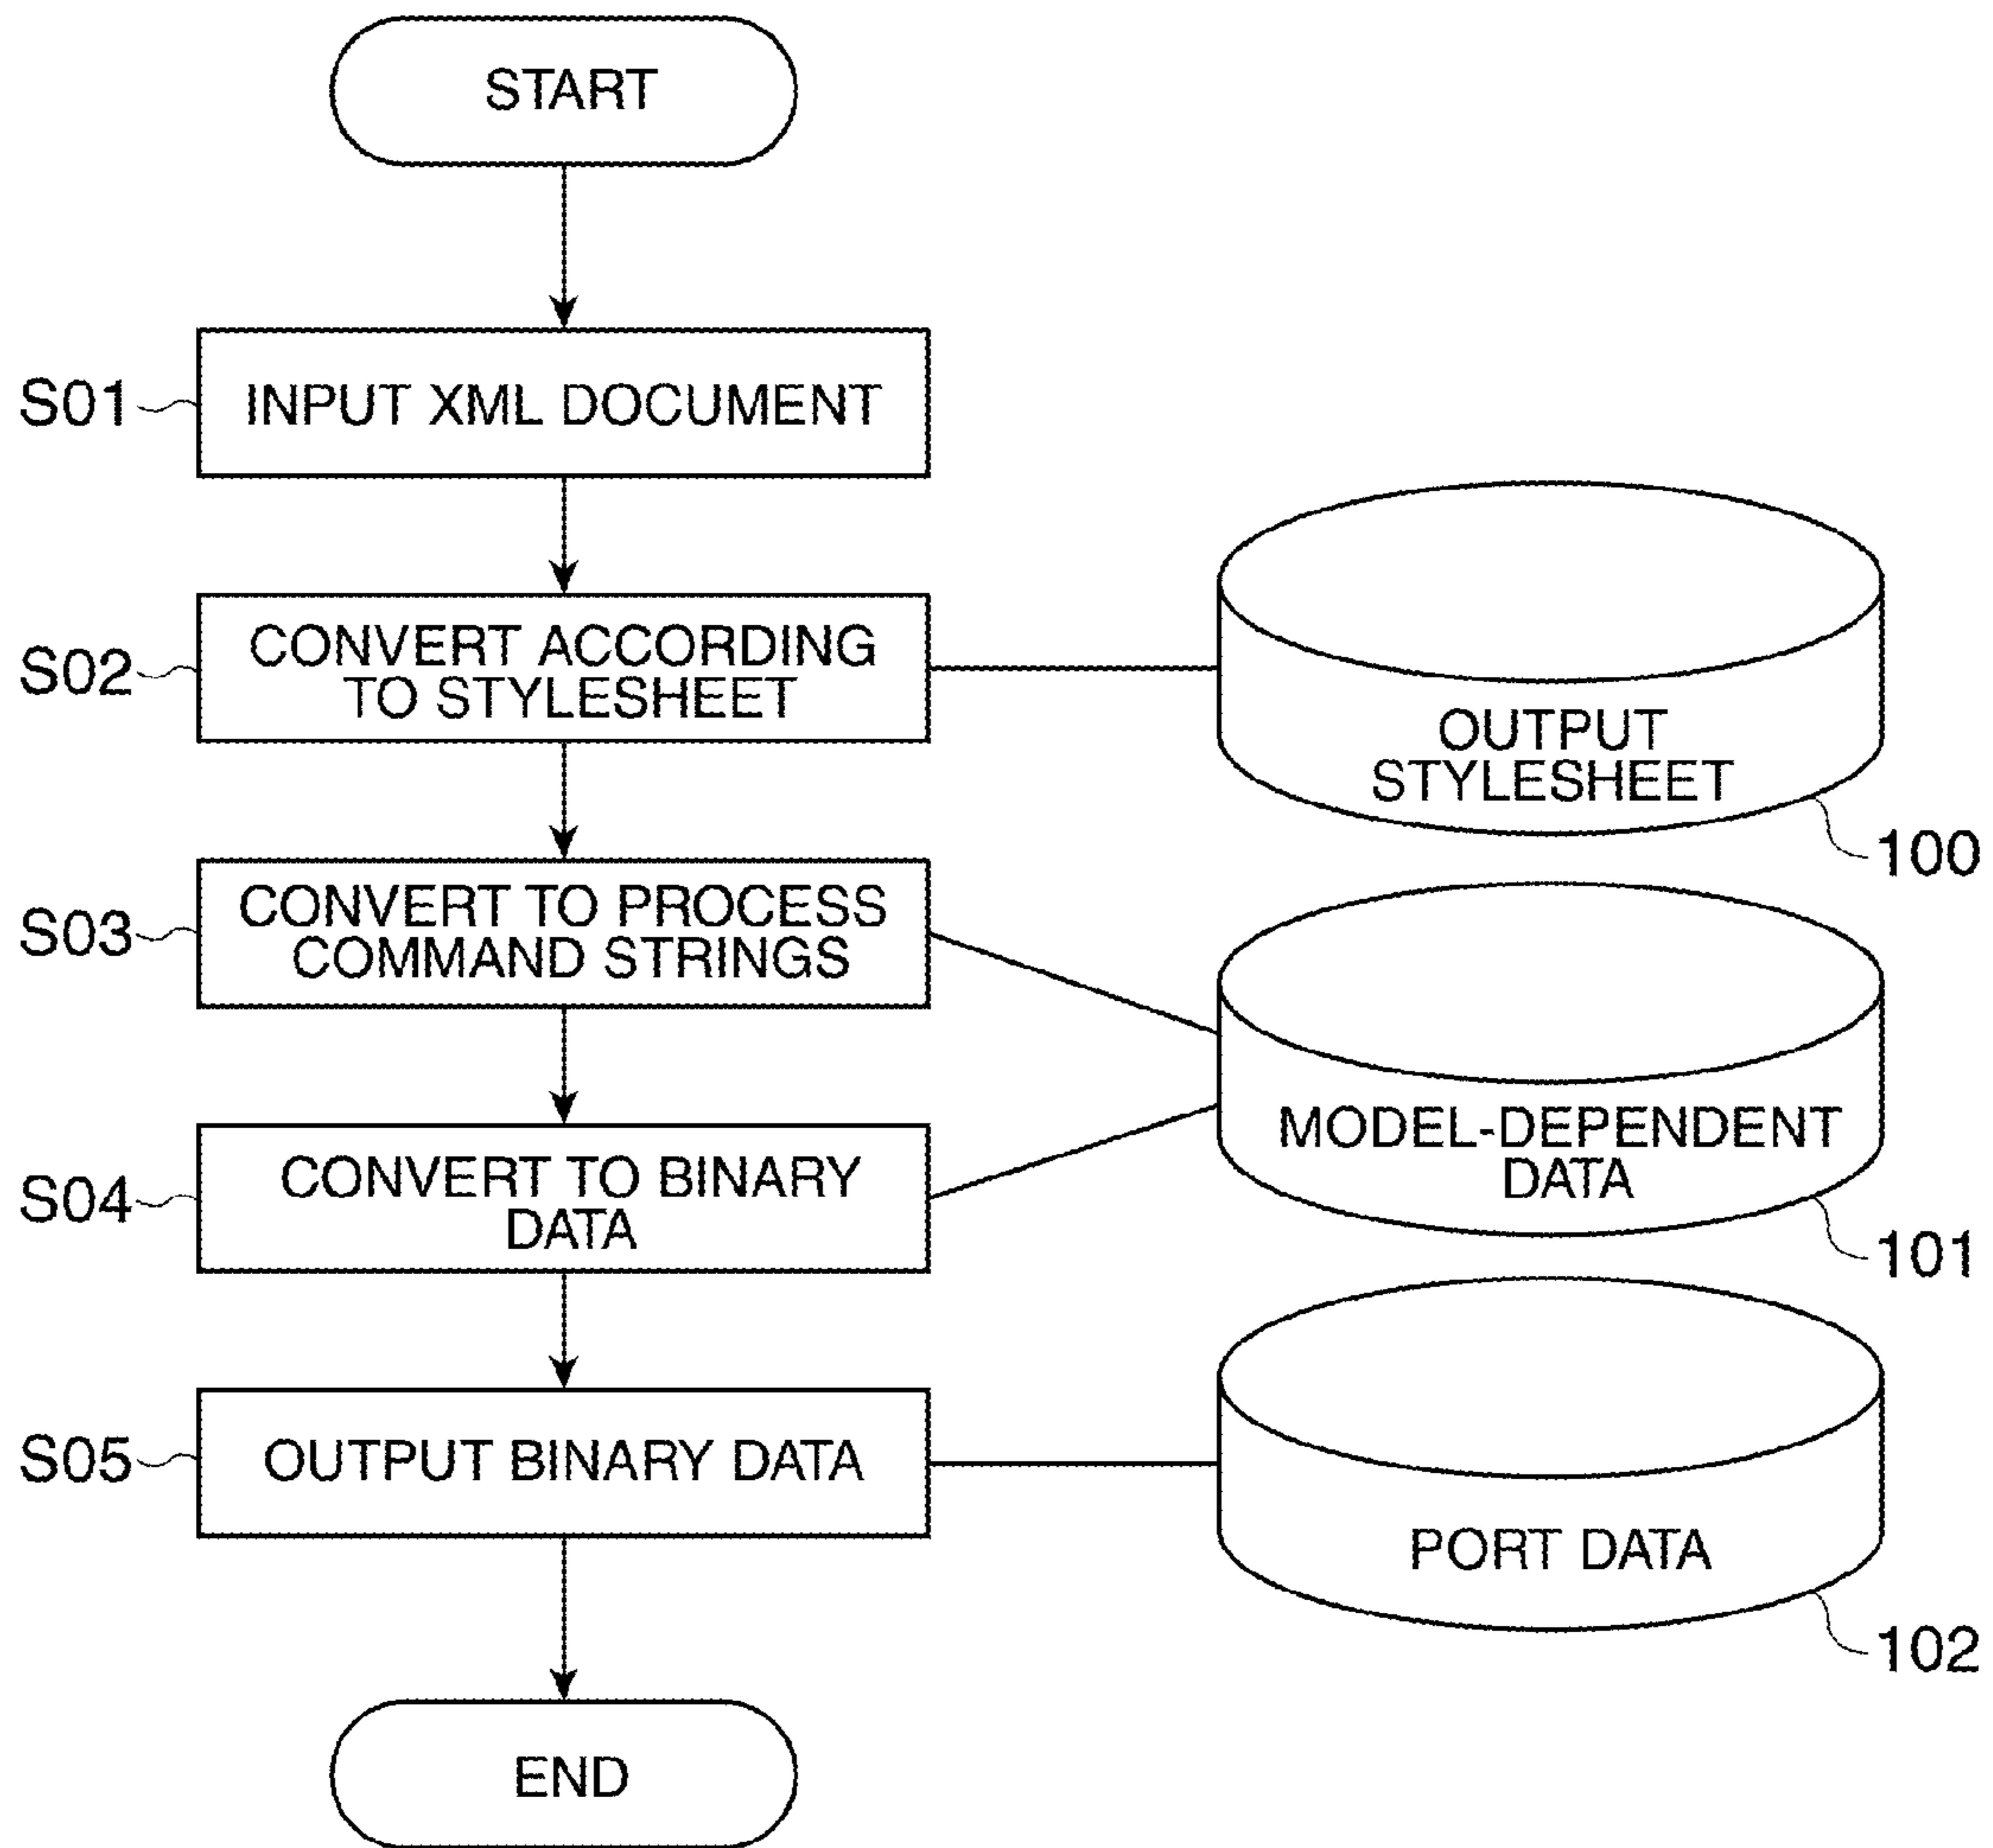 START
S01
INPUT XML DOCUMENT
S02
CONVERT ACCORDING
TO STYLESHEET
OUTPUT
STYLESHEET
100
S03
CONVERT TO PROCESS
COMMAND STRINGS
MODEL-DEPENDENT
DATA
101
S04
CONVERT TO BINARY
DATA
S05
OUTPUT BINARY DATA
PORT DATA
102
END